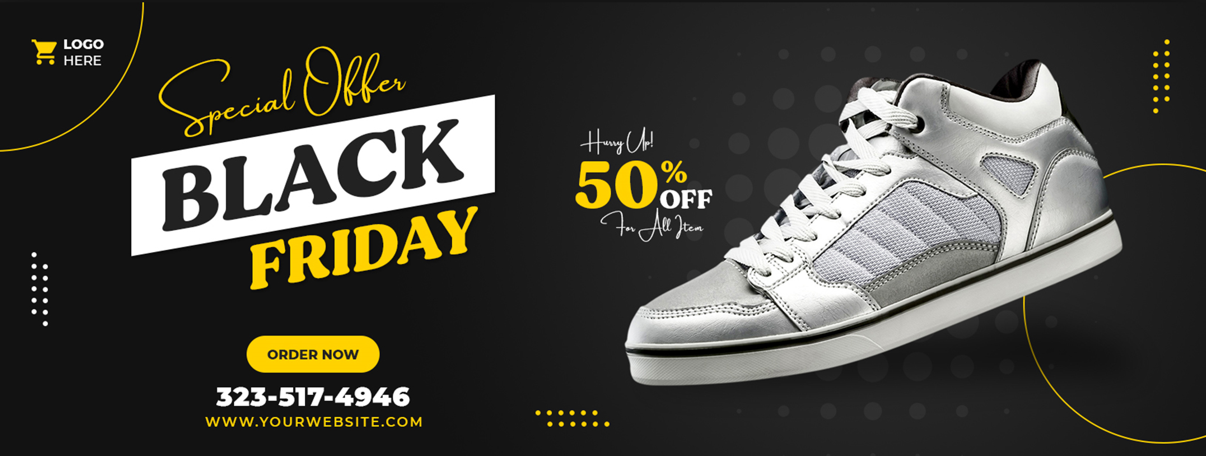 LOGO
HERE
Special Offer
BLACK
FRIDAY
ORDER NOW
323-517-4946
WWW.YOURWEBSITE.COM
Hurry Up!
50%
OFF
For All Item